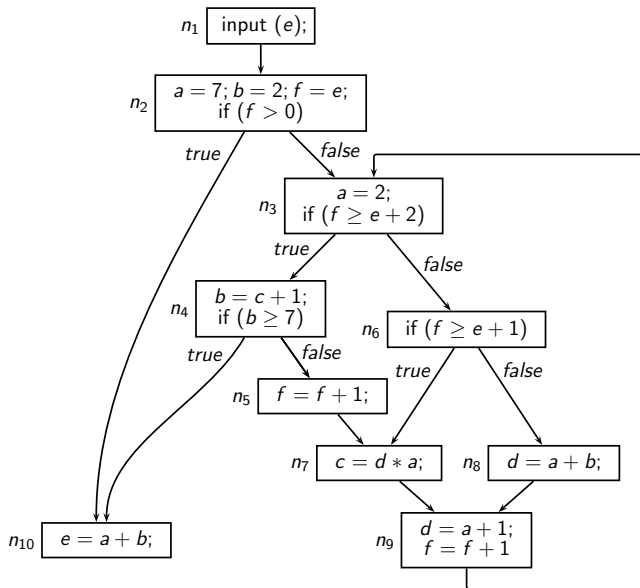 n1 input (e);
n2 a = 7; b = 2; f = e;
if (f > 0)
true
false
n3 a = 2;
if (f ≥ e + 2)
true
false
n4 b = c + 1;
if (b ≥ 7)
n6 if (f ≥ e + 1)
true
false
true
false
n5 f = f + 1;
n7 c = d ∗ a;
n8 d = a + b;
n10 e = a + b;
n9 d = a + 1;
f = f + 1